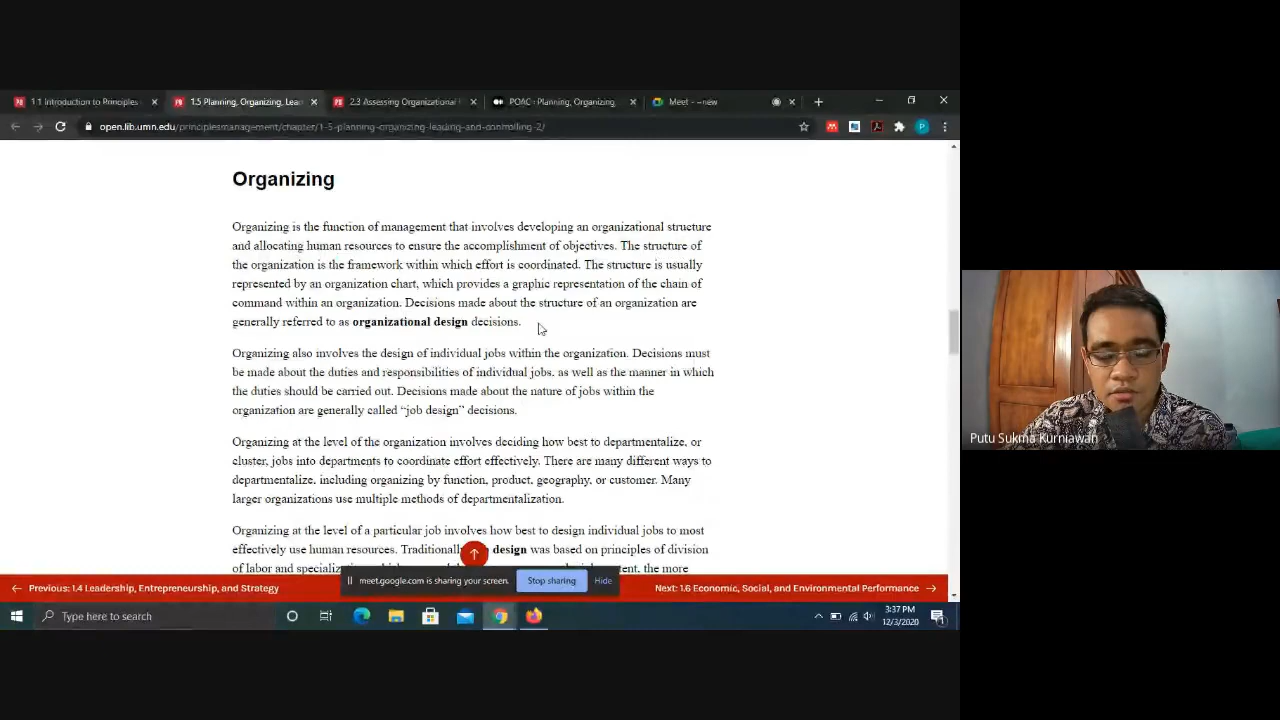 1.1 Introduction to Principles
1.5 Planning, Organizing, Lea
2.3 Assessing Organizational
POAC : Planning, Organizing,
Meet – –new
open.lib.umn.edu/principlesmanagement/chapter/1-5-planning-organizing-leading-and-controlling-2/
P
Organizing
Organizing is the function of management that involves developing an organizational structure
and allocating human resources to ensure the accomplishment of objectives. The structure of
the organization is the framework within which effort is coordinated. The structure is usually
represented by an organization chart, which provides a graphic representation of the chain of
command within an organization. Decisions made about the structure of an organization are
generally referred to as organizational design decisions.
Organizing also involves the design of individual jobs within the organization. Decisions must
be made about the duties and responsibilities of individual jobs, as well as the manner in which
the duties should be carried out. Decisions made about the nature of jobs within the
organization are generally called “job design” decisions.
Organizing at the level of the organization involves deciding how best to departmentalize, or
cluster, jobs into departments to coordinate effort effectively. There are many different ways to
departmentalize, including organizing by function, product, geography, or customer. Many
larger organizations use multiple methods of departmentalization.
Organizing at the level of a particular job involves how best to design individual jobs to most
effectively use human resources. Traditionally, design was based on principles of division
of labor and
meet.google.com is sharing your screen.
Stop sharing
Hide
Previous: 1.4 Leadership, Entrepreneurship, and Strategy
Next: 1.6 Economic, Social, and Environmental Performance
Type here to search
3:37 PM
12/3/2020
Putu Sukma Kurniawan